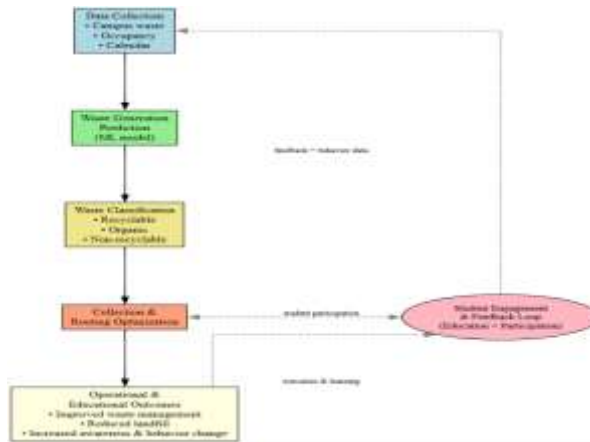 Data Collection
• Campus waste
• Occupancy
• Calendar
Waste Generation
Prediction
(ML model)
Waste Classification
• Recyclable
• Organic
• Non-recyclable
Collection &
Routing Optimization
Operational &
Educational Outcomes
• Improved waste management
• Reduced landfill
• Increased awareness & behavior change
feedback + behavior data
student participation
Student Engagement
& Feedback Loop
(Education + Participation)
outcomes & learning